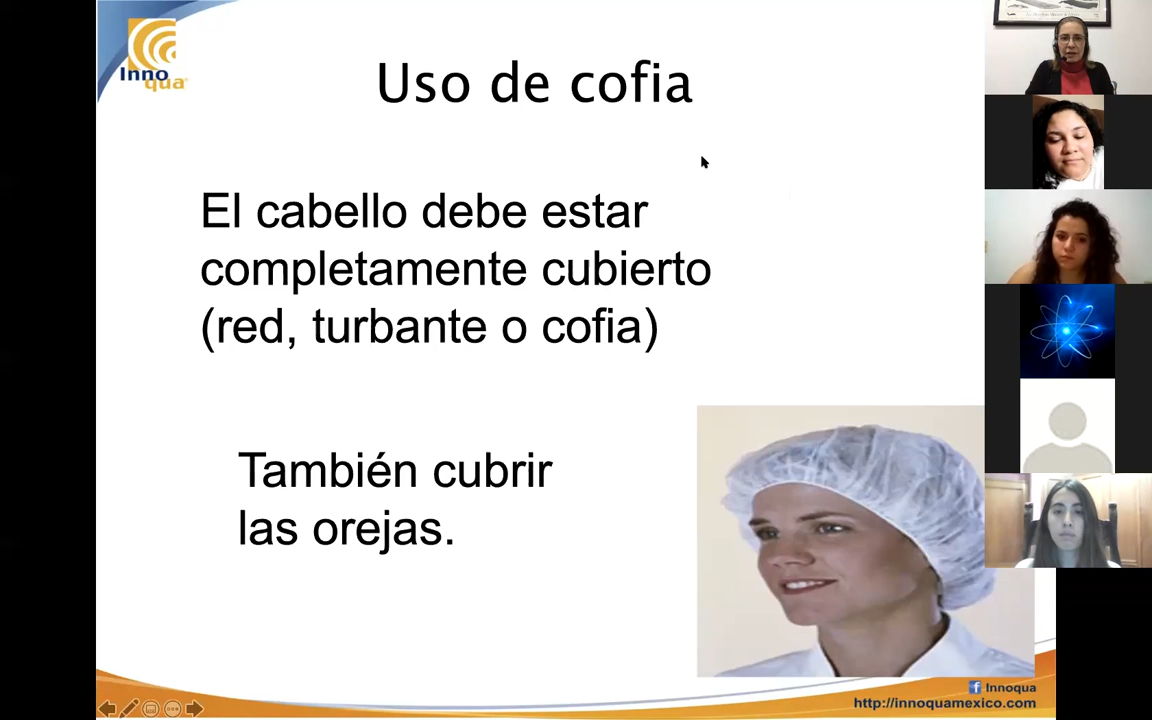 Inno
qua
Uso de cofia
El cabello debe estar
completamente cubierto
(red, turbante o cofia)
También cubrir
las orejas.
Innoqua
http://innoquamexico.com